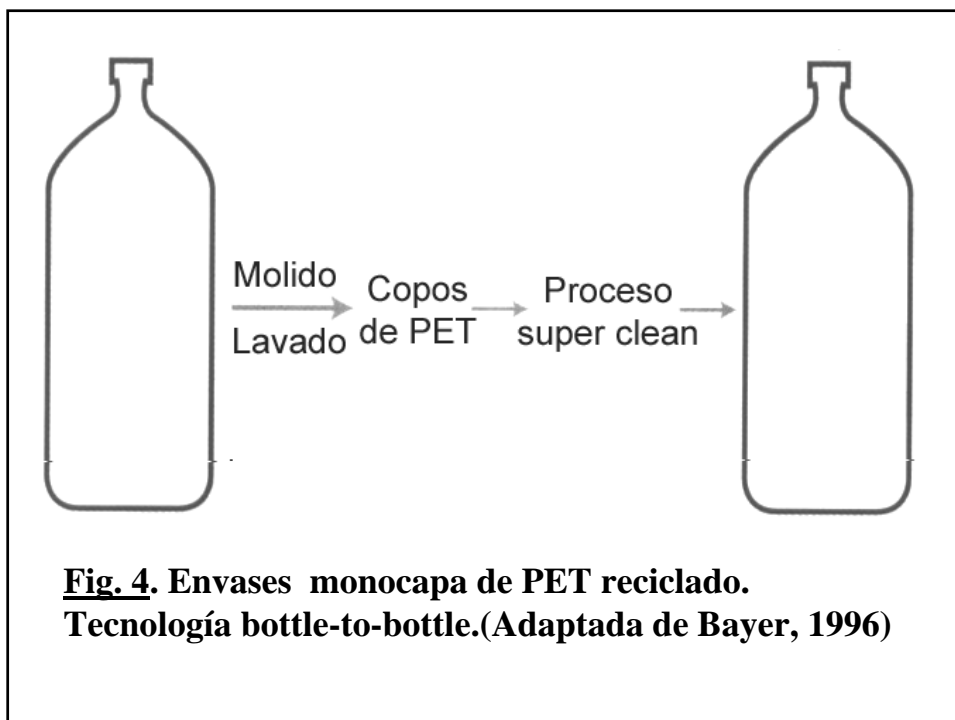 Molido
Lavado
Copos
de PET
Proceso
super clean
Fig. 4. Envases monocapa de PET reciclado.
Tecnología bottle-to-bottle.(Adaptada de Bayer, 1996)